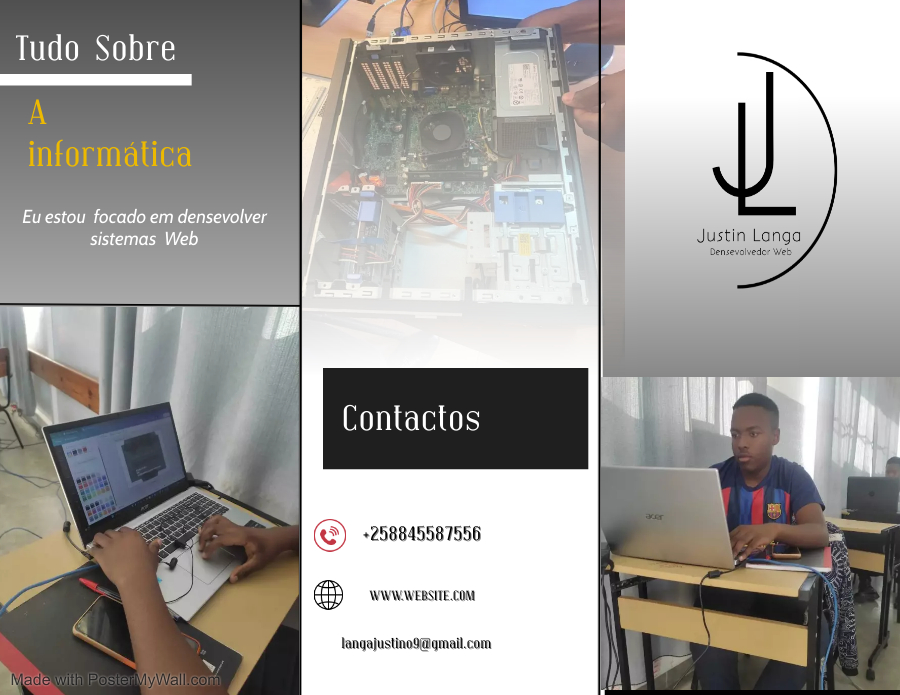 Tudo Sobre
A
informática
Eu estou focado em densevolver
sistemas Web
Made with PosterMyWall.com
Contactos
+258845587556
WWW.WEBSITE.COM
langajustino9@gmail.com
JL
Justin Langa
Densevolvedor Web
acer